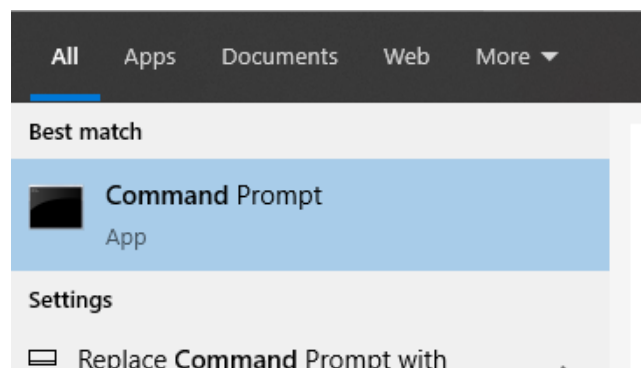 All Apps Documents Web More
Best match
Command Prompt
App
Settings
Replace Command Prompt with